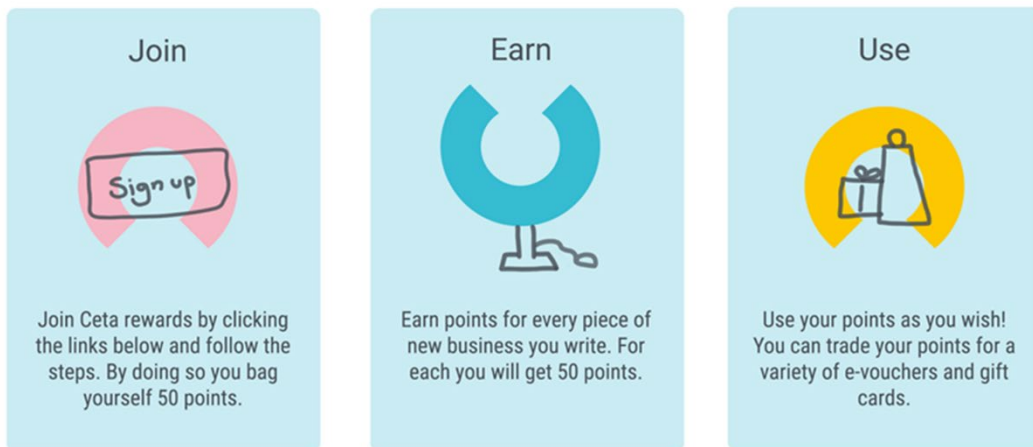 Join
Sign up
Join Ceta rewards by clicking
the links below and follow the
steps. By doing so you bag
yourself 50 points.
Earn
Earn points for every piece of
new business you write. For
each you will get 50 points.
Use
Use your points as you wish!
You can trade your points for a
variety of e-vouchers and gift
cards.